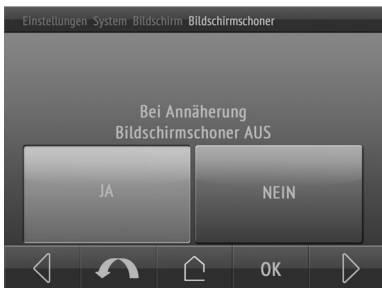 Einstellungen System Bildschirm Bildschirmschoner
Bei Annäherung
Bildschirmschoner AUS
JA NEIN
OK